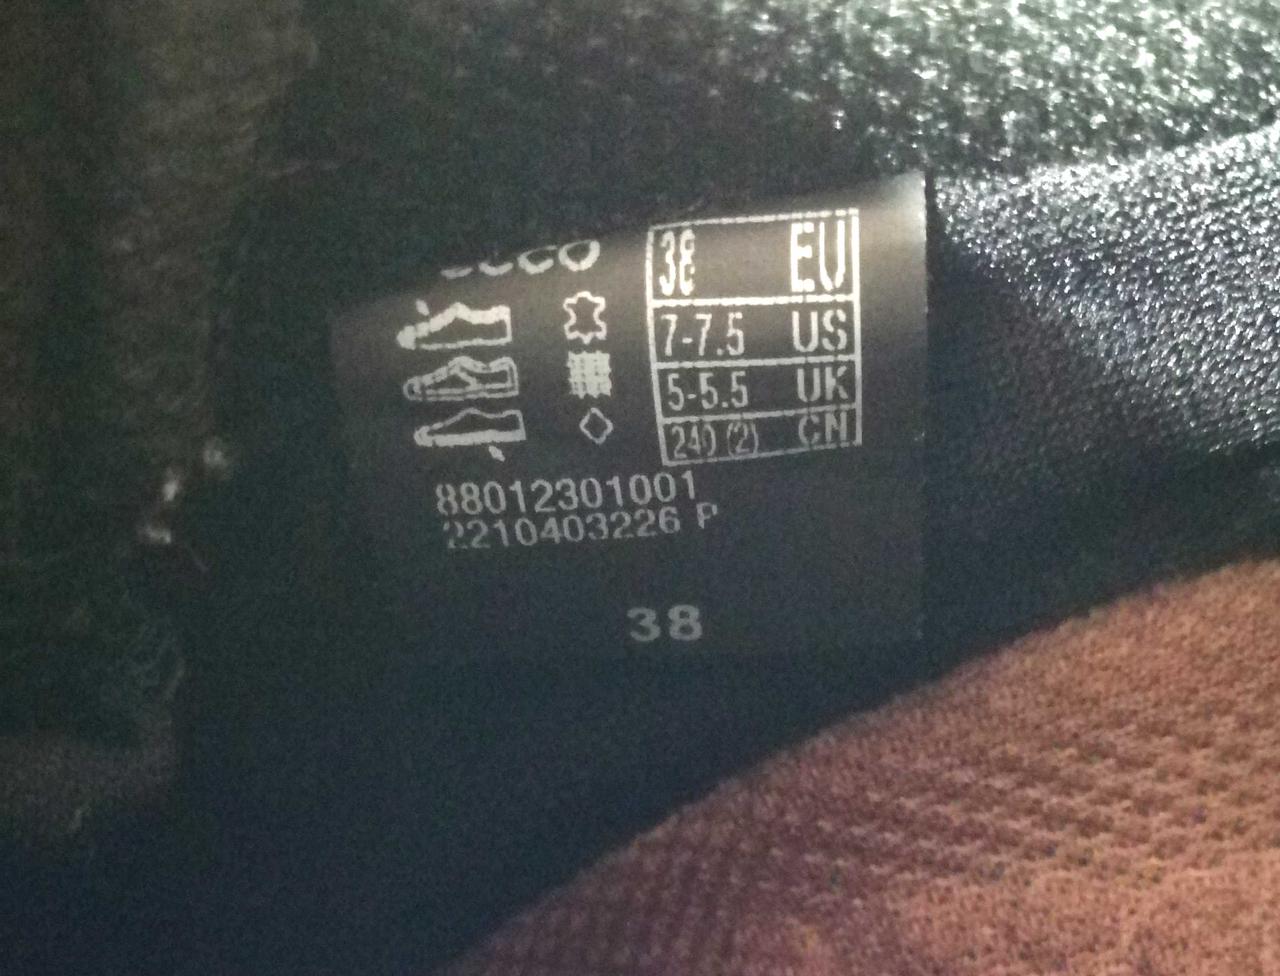 ecco
38 EU
7-7.5 US
5-5.5 UK
240 (2) CN
88012301001
2210403226 P
38